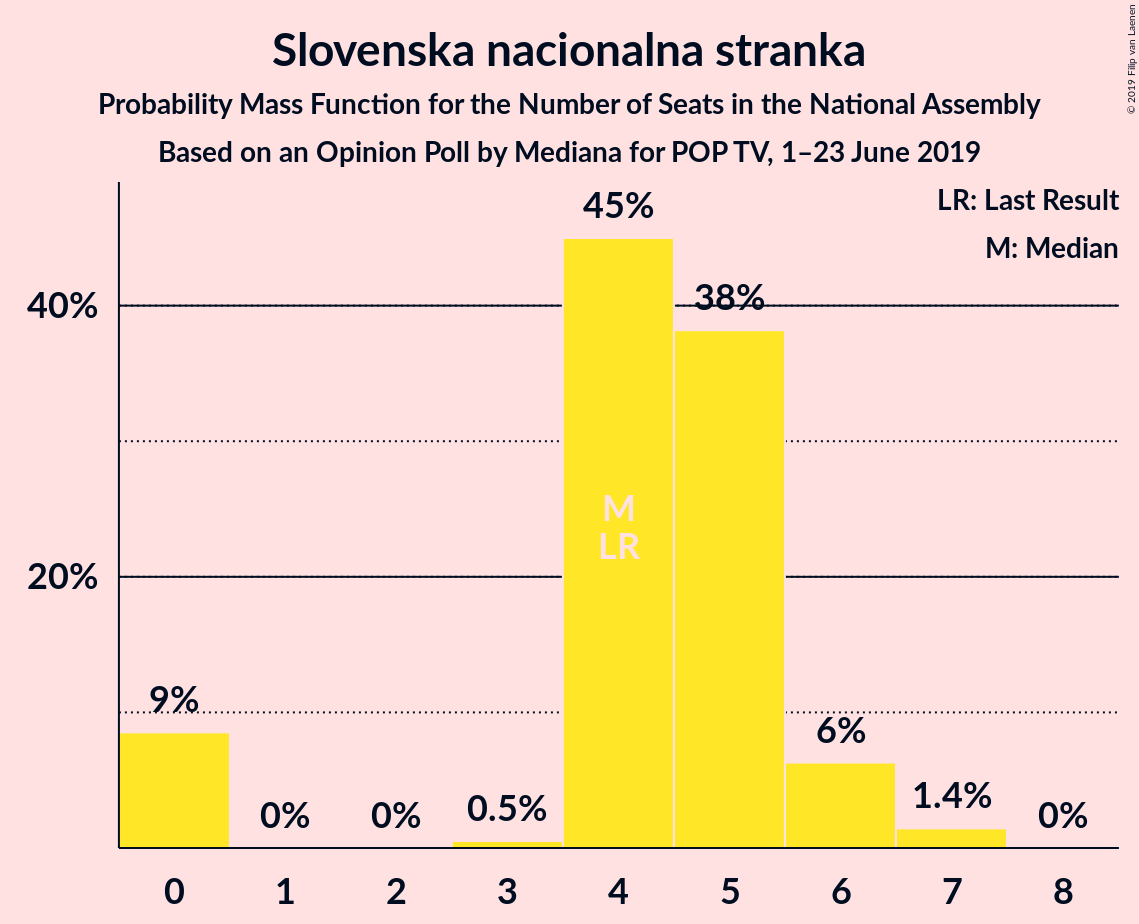 Slovenska nacionalna stranka
Probability Mass Function for the Number of Seats in the National Assembly
Based on an Opinion Poll by Mediana for POP TV, 1–23 June 2019
© 2019 Filip van Laenen
LR: Last Result
M: Median
45%
38%
40%
M
LR
20%
9%
0%
0%
0.5%
6%
1.4%
0%
0 1 2 3 4 5 6 7 8